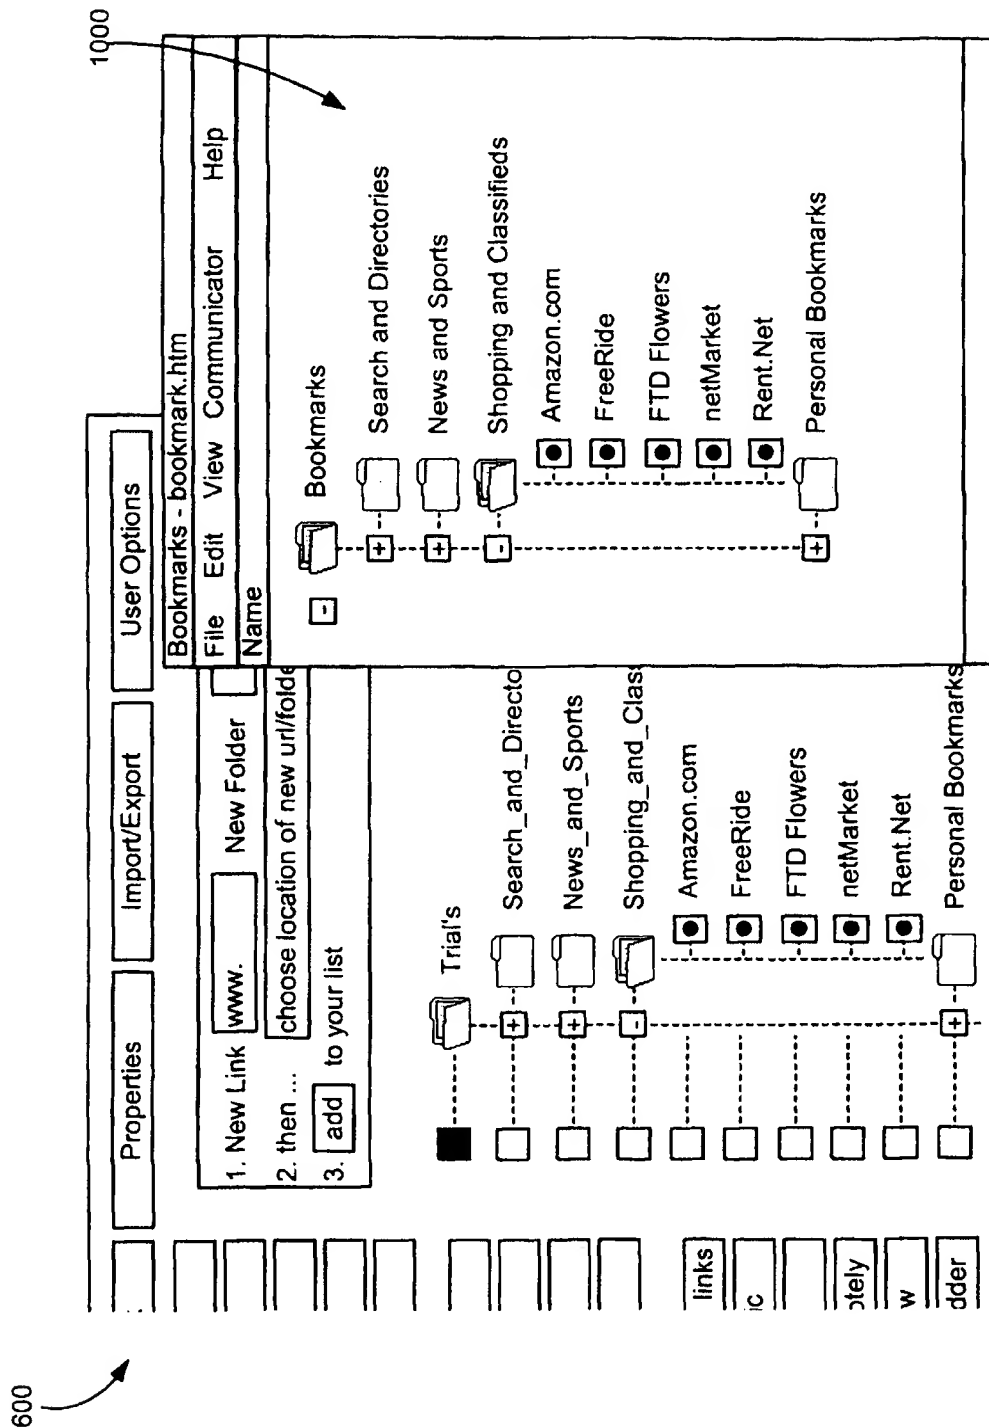 600
1000
Properties
Import/Export
User Options
1. New Link
www.
New Folder
2. then ...
choose location of new url/folde
3. add to your list
Trial's
Search_and_Directo
News_and_Sports
Shopping_and_Clas
Amazon.com
FreeRide
FTD Flowers
netMarket
Rent.Net
Personal Bookmarks
links
ic
otely
w
dder
Bookmarks - bookmark.htm
File Edit View Communicator Help
Name
Bookmarks
Search and Directories
News and Sports
Shopping and Classifieds
Amazon.com
FreeRide
FTD Flowers
netMarket
Rent.Net
Personal Bookmarks